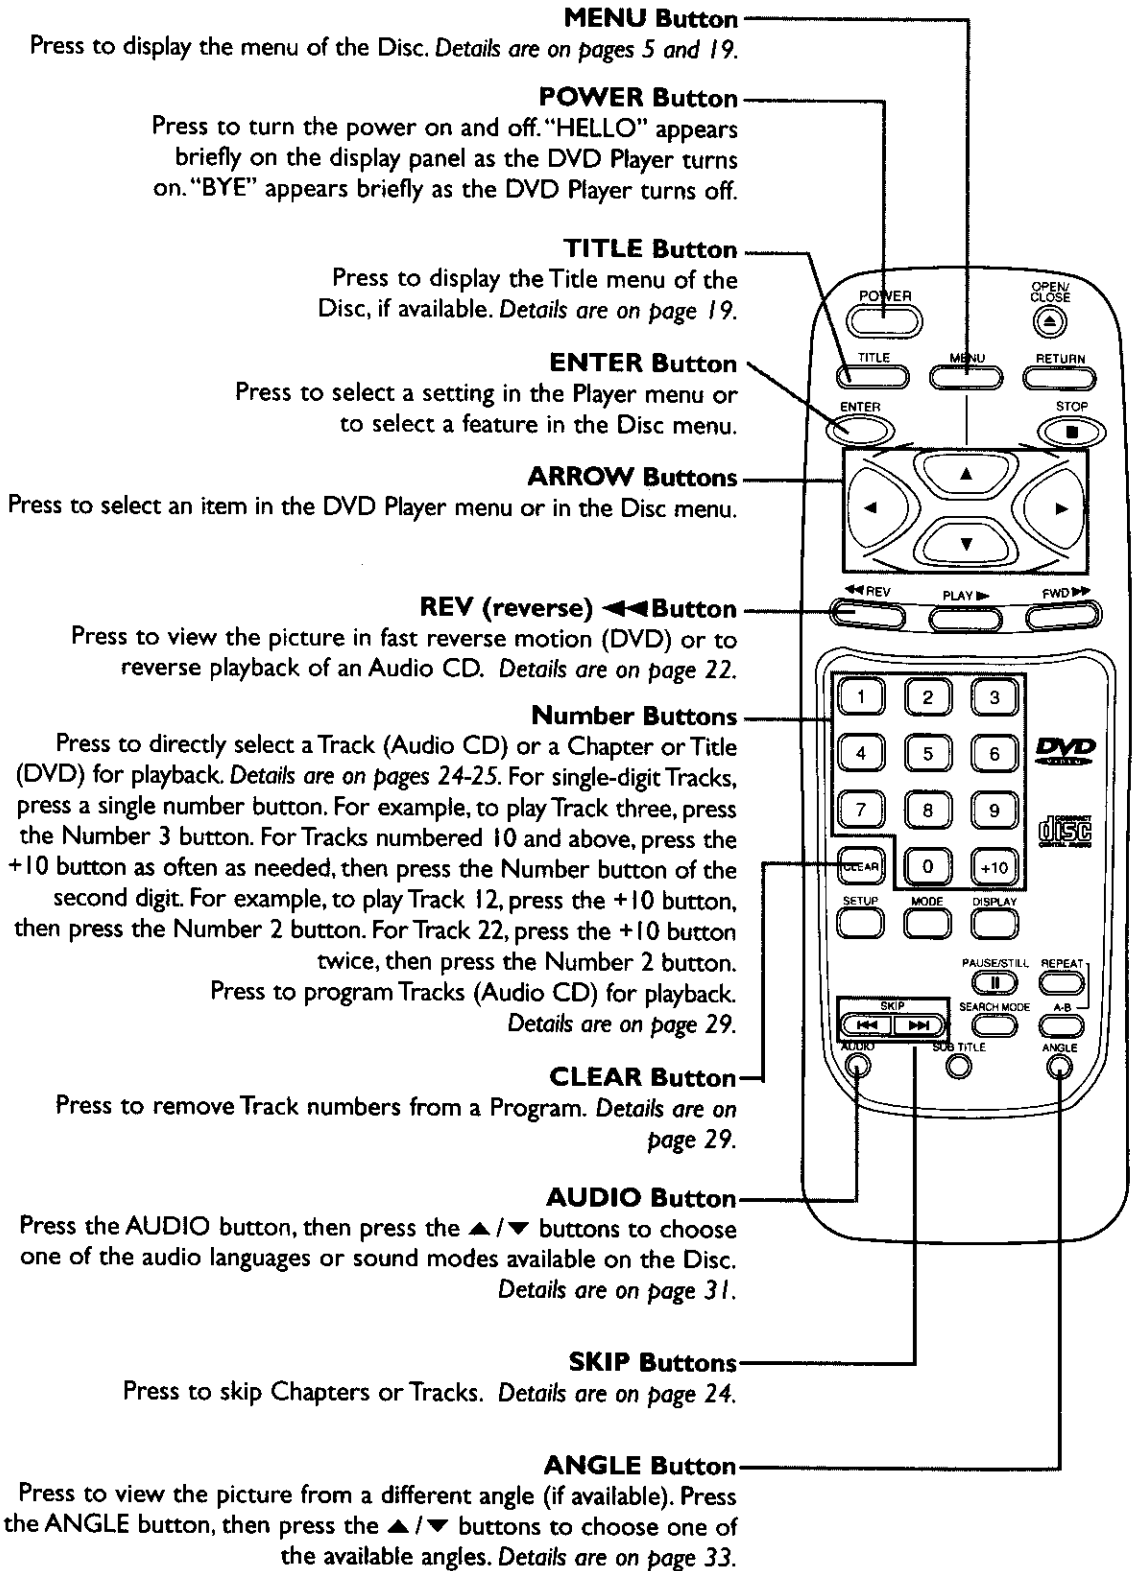 MENU Button
Press to display the menu of the Disc. Details are on pages 5 and 19.
POWER Button
Press to turn the power on and off. “HELLO” appears
briefly on the display panel as the DVD Player turns
on. “BYE” appears briefly as the DVD Player turns off.
TITLE Button
Press to display the Title menu of the
Disc, if available. Details are on page 19.
ENTER Button
Press to select a setting in the Player menu or
to select a feature in the Disc menu.
ARROW Buttons
Press to select an item in the DVD Player menu or in the Disc menu.
REV (reverse) ◄◄ Button
Press to view the picture in fast reverse motion (DVD) or to
reverse playback of an Audio CD. Details are on page 22.
Number Buttons
Press to directly select a Track (Audio CD) or a Chapter or Title
(DVD) for playback. Details are on pages 24-25. For single-digit Tracks,
press a single number button. For example, to play Track three, press
the Number 3 button. For Tracks numbered 10 and above, press the
+10 button as often as needed, then press the Number button of the
second digit. For example, to play Track 12, press the +10 button,
then press the Number 2 button. For Track 22, press the +10 button
twice, then press the Number 2 button.
Press to program Tracks (Audio CD) for playback.
Details are on page 29.
CLEAR Button
Press to remove Track numbers from a Program. Details are on
page 29.
AUDIO Button
Press the AUDIO button, then press the ▲/▼ buttons to choose
one of the audio languages or sound modes available on the Disc.
Details are on page 31.
SKIP Buttons
Press to skip Chapters or Tracks. Details are on page 24.
ANGLE Button
Press to view the picture from a different angle (if available). Press
the ANGLE button, then press the ▲/▼ buttons to choose one of
the available angles. Details are on page 33.
POWER
OPEN/
CLOSE
TITLE MENU RETURN
ENTER STOP
◄◄ REV PLAY ► FWD ►►
1 2 3
4 5 6
DVD
7 8 9
COMPACT
disc
DIGITAL AUDIO
CLEAR 0 +10
SETUP MODE DISPLAY
PAUSE/STILL REPEAT
SKIP SEARCH MODE A-B
AUDIO SUB TITLE ANGLE